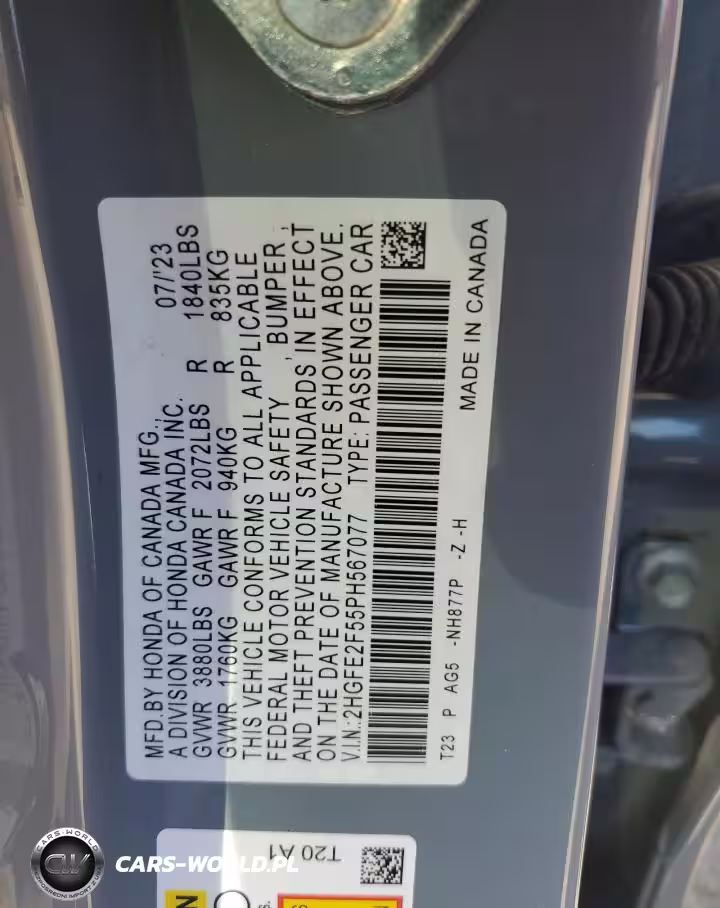 MFD.BY HONDA OF CANADA MFG.,
07/'23
A DIVISION OF HONDA CANADA INC.
GVWR 3880LBS GAWR F 2072LBS R 1840LBS
GVWR 1760KG GAWR F 940KG R 835KG
THIS VEHICLE CONFORMS TO ALL APPLICABLE
FEDERAL MOTOR VEHICLE SAFETY , BUMPER ,
AND THEFT PREVENTION STANDARDS IN EFFECT
ON THE DATE OF MANUFACTURE SHOWN ABOVE.
V.I.N.:2HGFE2F55PH567077 TYPE: PASSENGER CAR
T23 P AG5 -NH877P -Z -H
MADE IN CANADA
T20 A1
CARS-WORLD
CW
CARS-WORLD.PL